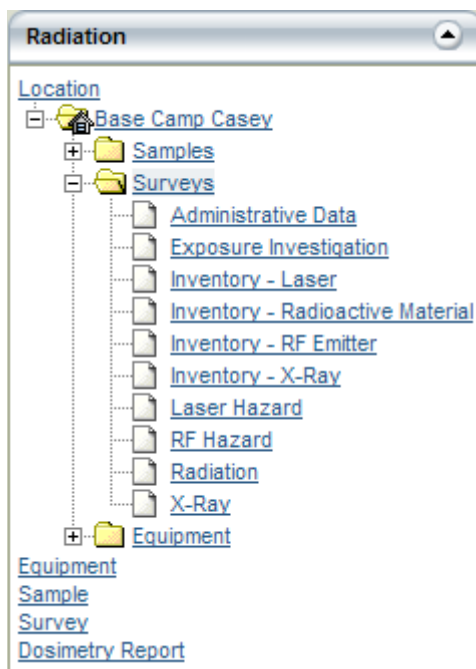 Radiation
Location
Base Camp Casey
Samples
Surveys
Administrative Data
Exposure Investigation
Inventory - Laser
Inventory - Radioactive Material
Inventory - RF Emitter
Inventory - X-Ray
Laser Hazard
RF Hazard
Radiation
X-Ray
Equipment
Equipment
Sample
Survey
Dosimetry Report